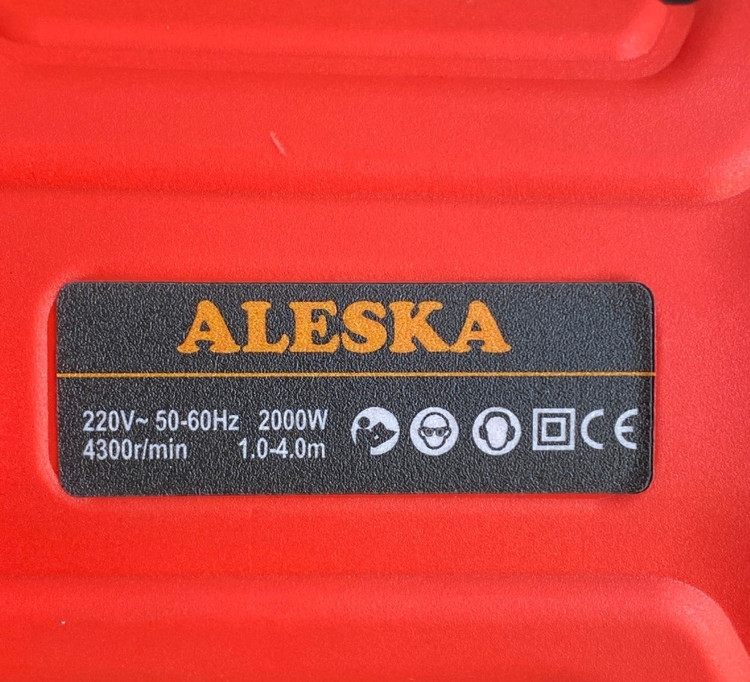 ALESKA
220V~ 50-60Hz 2000W
4300r/min 1.0-4.0m
CE